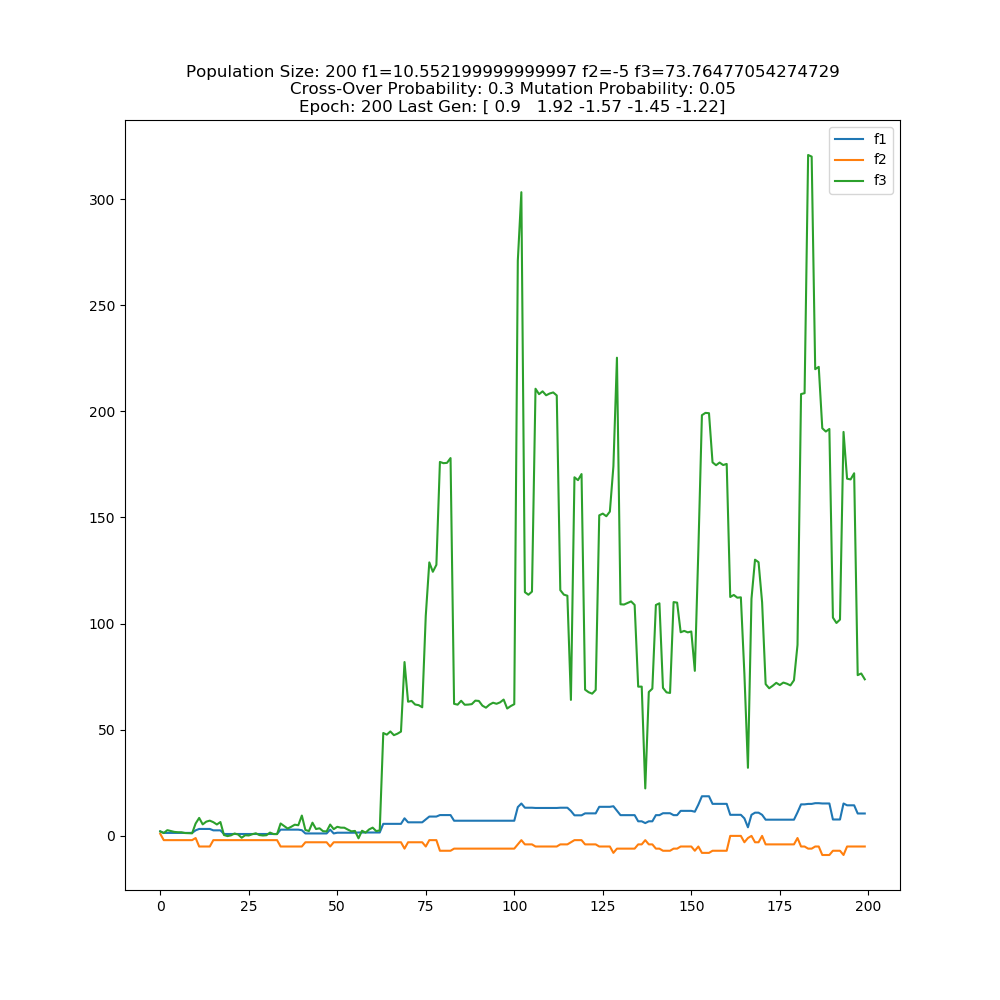 Population Size: 200 f1=10.552199999999997 f2=-5 f3=73.76477054274729
Cross-Over Probability: 0.3 Mutation Probability: 0.05
Epoch: 200 Last Gen: [ 0.9   1.92 -1.57 -1.45 -1.22]
f1
f2
f3
300
250
200
150
100
50
0
0 25 50 75 100 125 150 175 200